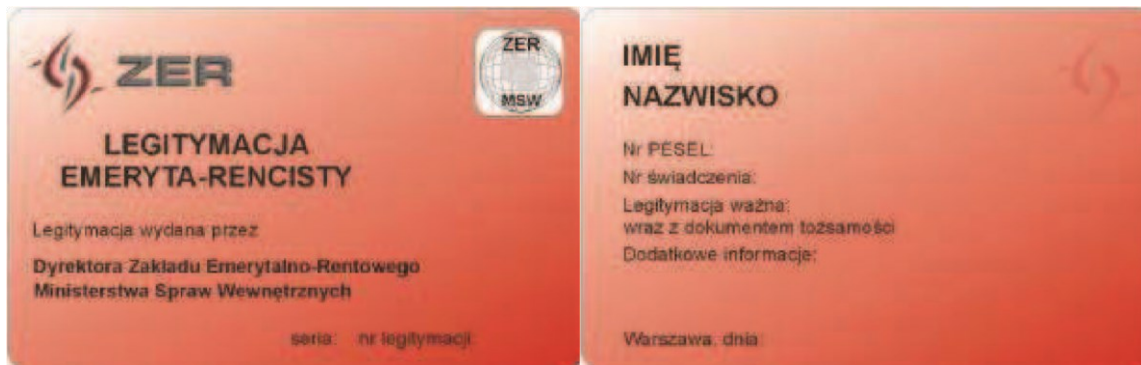 ZER
ZER
MSW
LEGITYMACJA
EMERYTA-RENCISTY
Legitymacja wydana przez
Dyrektora Zakładu Emerytalno-Rentowego
Ministerstwa Spraw Wewnętrznych
seria: nr legitymacji:
IMIĘ
NAZWISKO
Nr PESEL:
Nr świadczenia:
Legitymacja ważna:
wraz z dokumentem tożsamości
Dodatkowe informacje:
Warszawa, dnia: